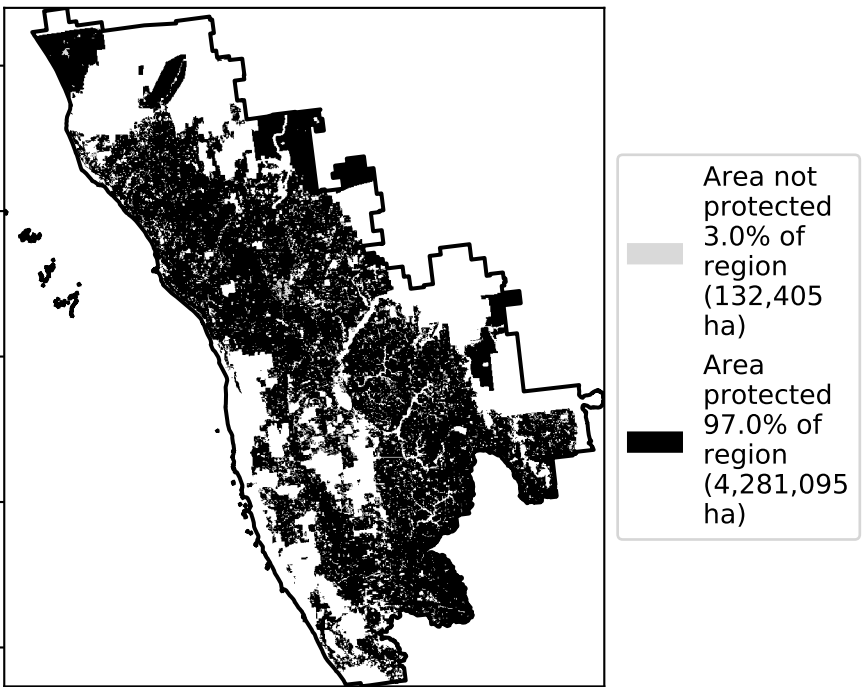 Area not
protected
3.0% of
region
(132,405
ha)
Area
protected
97.0% of
region
(4,281,095
ha)